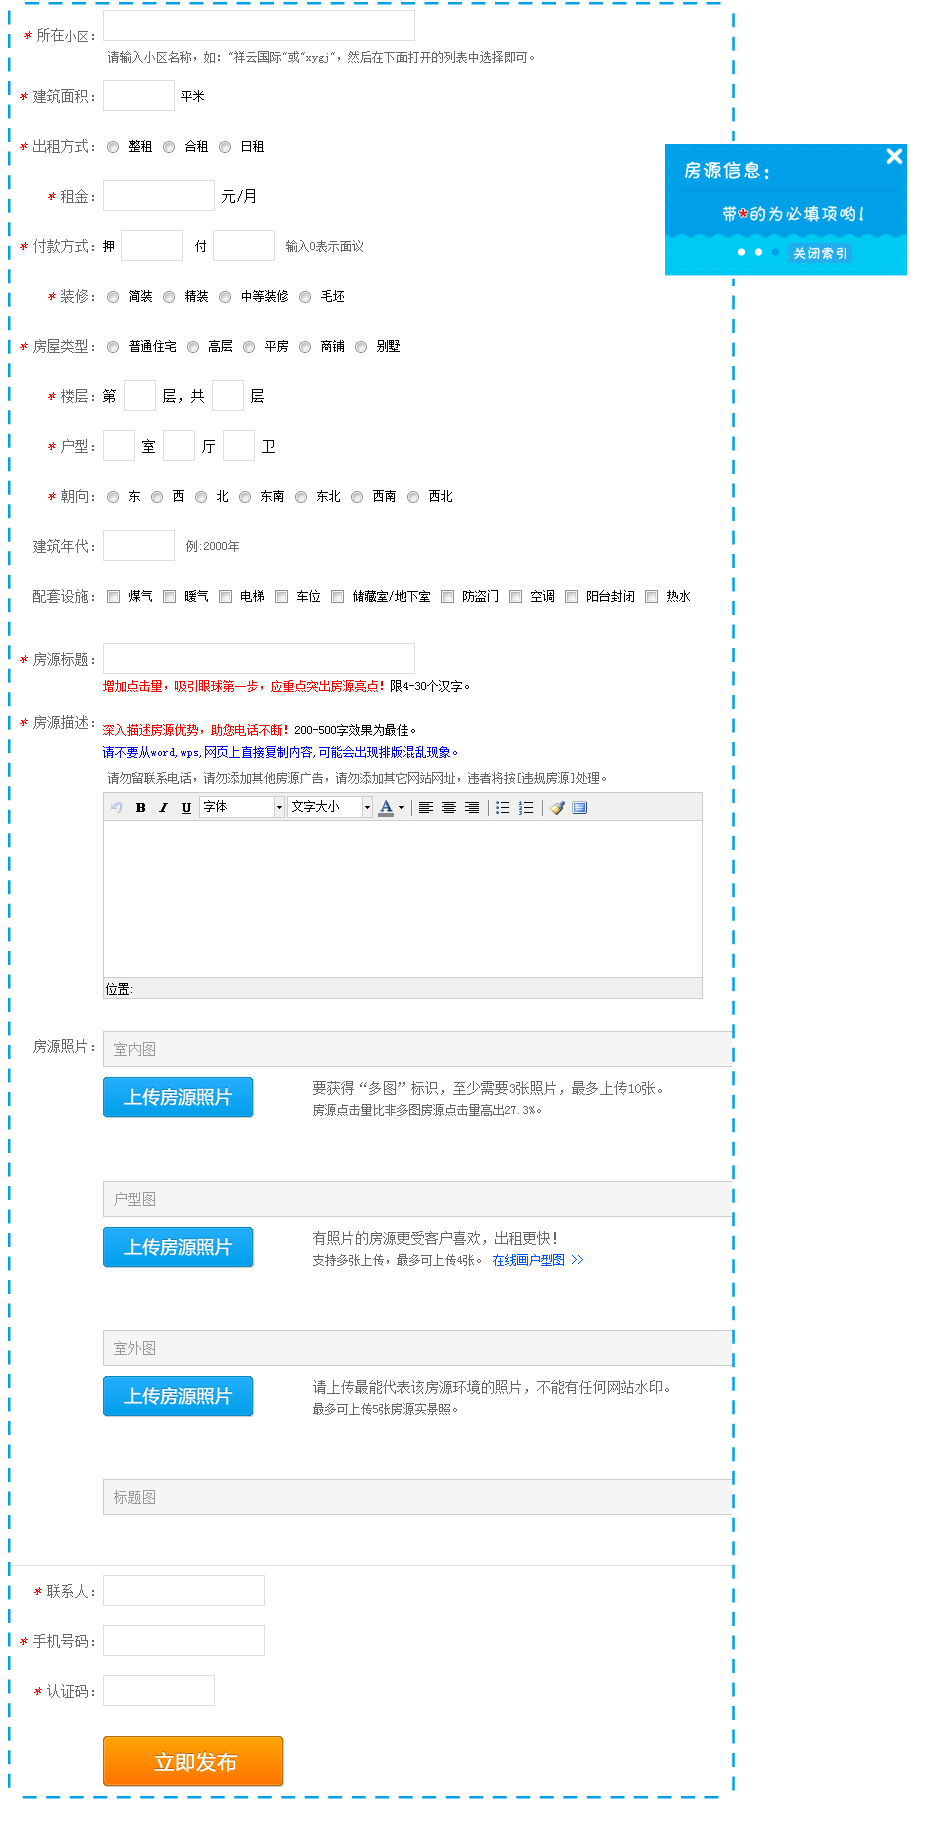 * 所在小区：
请输入小区名称，如："祥云国际"或"xygj"，然后在下面打开的列表中选择即可。
* 建筑面积： 平米
* 出租方式： 整租 合租 日租
房源信息：
带*的为必填项哟！
关闭索引
* 租金： 元/月
* 付款方式：押 付 输入0表示面议
* 装修： 简装 精装 中等装修 毛坯
* 房屋类型： 普通住宅 高层 平房 商铺 别墅
* 楼层：第 层，共 层
* 户型： 室 厅 卫
* 朝向： 东 西 北 东南 东北 西南 西北
建筑年代： 例：2000年
配套设施： 煤气 暖气 电梯 车位 储藏室/地下室 防盗门 空调 阳台封闭 热水
* 房源标题：
增加点击量，吸引眼球第一步，应重点突出房源亮点！限4-30个汉字。
* 房源描述：
深入描述房源优势，助您电话不断！200-500字效果为最佳。
请不要从word,wps,网页上直接复制内容,可能会出现排版混乱现象。
请勿留联系电话，请勿添加其他房源广告，请勿添加其它网站网址，违者将按[违规房源]处理。
B I U 字体 文字大小 A
位置:
房源照片： 室内图
上传房源照片 要获得“多图”标识，至少需要3张照片，最多上传10张。
房源点击量比非多图房源点击量高出27.3%。
户型图
上传房源照片 有照片的房源更受客户喜欢，出租更快！
支持多张上传，最多可上传4张。 在线画户型图 >>
室外图
上传房源照片 请上传最能代表该房源环境的照片，不能有任何网站水印。
最多可上传5张房源实景照。
标题图
* 联系人：
* 手机号码：
* 认证码：
立即发布